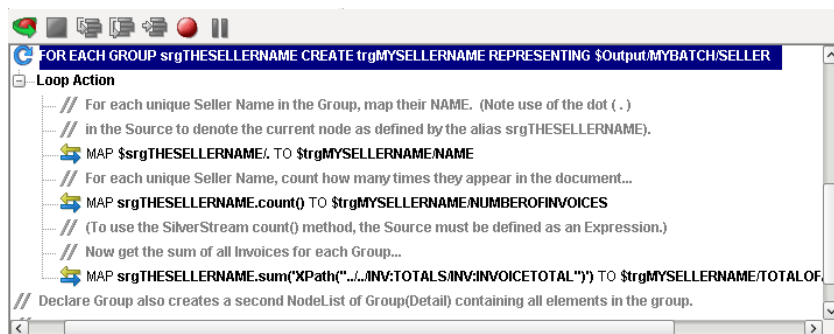 FOR EACH GROUP srgTHESELLERNAME CREATE trgMYSELLERNAME REPRESENTING $Output/MYBATCH/SELLER
Loop Action
// For each unique Seller Name in the Group, map their NAME. (Note use of the dot ( . )
// in the Source to denote the current node as defined by the alias srgTHESELLERNAME).
MAP $srgTHESELLERNAME/. TO $trgMYSELLERNAME/NAME
// For each unique Seller Name, count how many times they appear in the document...
MAP srgTHESELLERNAME.count() TO $trgMYSELLERNAME/NUMBEROFINVOICES
// (To use the SilverStream count() method, the Source must be defined as an Expression.)
// Now get the sum of all Invoices for each Group...
MAP srgTHESELLERNAME.sum('XPath("../../INV:TOTALS/INV:INVOICETOTAL")') TO $trgMYSELLERNAME/TOTALOF
// Declare Group also creates a second NodeList of Group(Detail) containing all elements in the group.